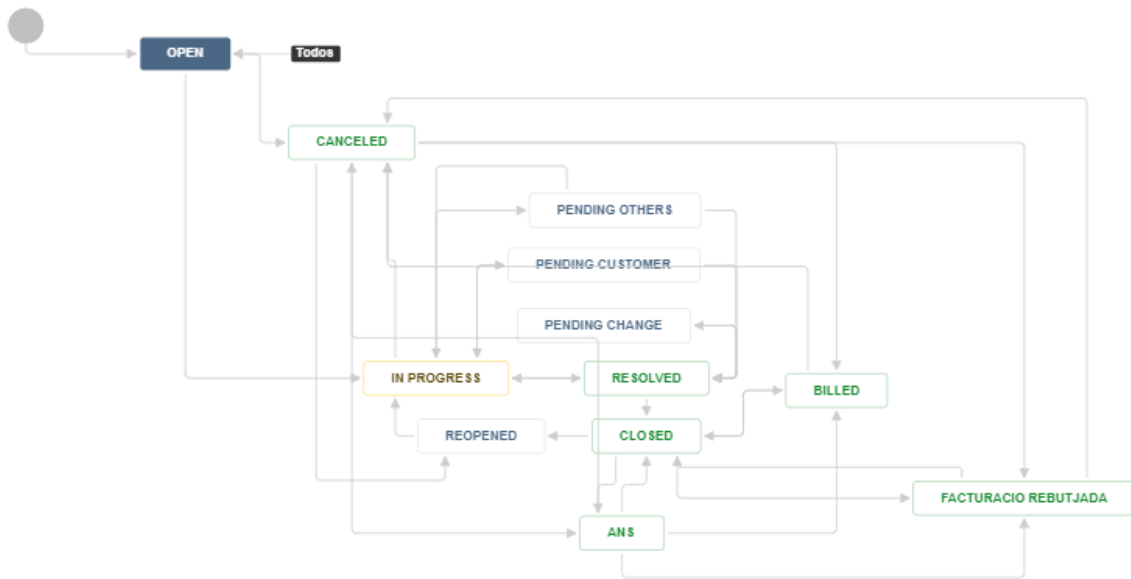 OPEN
Todos
CANCELED
PENDING OTHERS
PENDING CUSTOMER
PENDING CHANGE
IN PROGRESS
RESOLVED
BILLED
REOPENED
CLOSED
FACTURACIO REBUTJADA
ANS